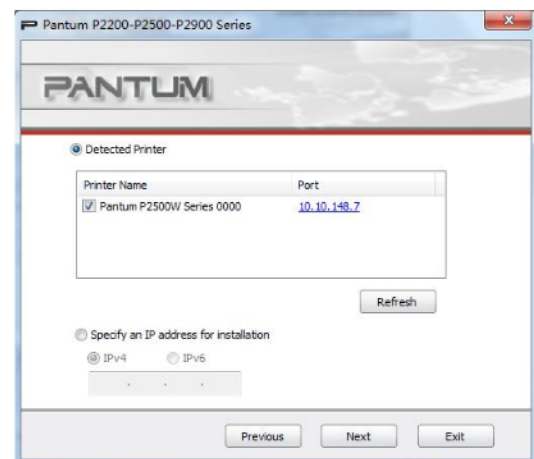 Pantum P2200-P2500-P2900 Series
PANTUM
Detected Printer
Printer Name Port
Pantum P2500W Series 0000 10.10.148.7
Refresh
Specify an IP address for installation
IPv4 IPv6
. . .
Previous Next Exit